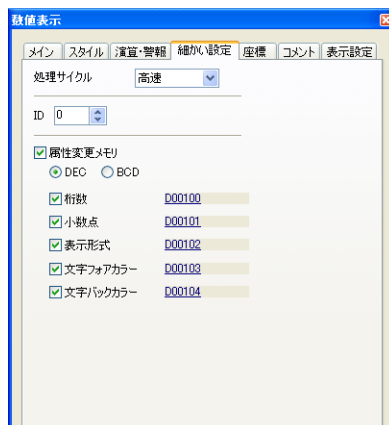 数値表示
メイン スタイル 演算・警報 細かい設定 座標 コメント 表示設定
処理サイクル 高速
ID 0
属性変更メモリ
DEC BCD
桁数 D00100
小数点 D00101
表示形式 D00102
文字フォアカラー D00103
文字バックカラー D00104